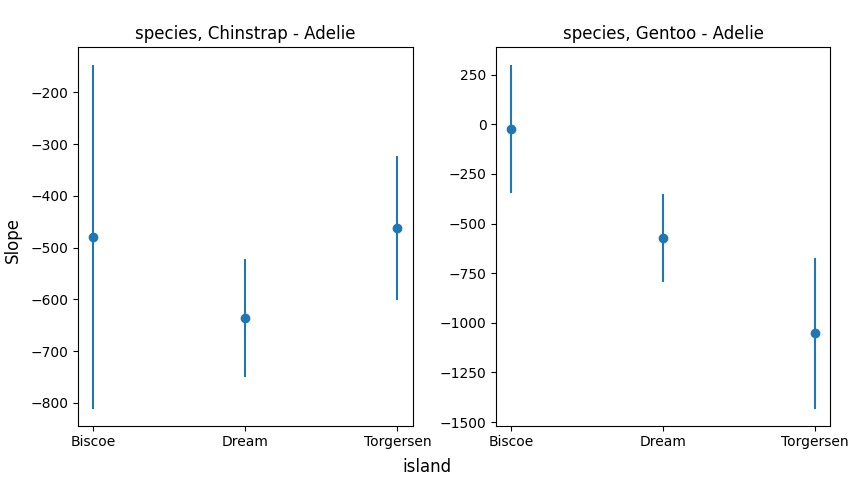 species, Chinstrap - Adelie
Slope
−200
−300
−400
−500
−600
−700
−800
Biscoe
Dream
Torgersen
species, Gentoo - Adelie
250
0
−250
−500
−750
−1000
−1250
−1500
Biscoe
Dream
Torgersen
island